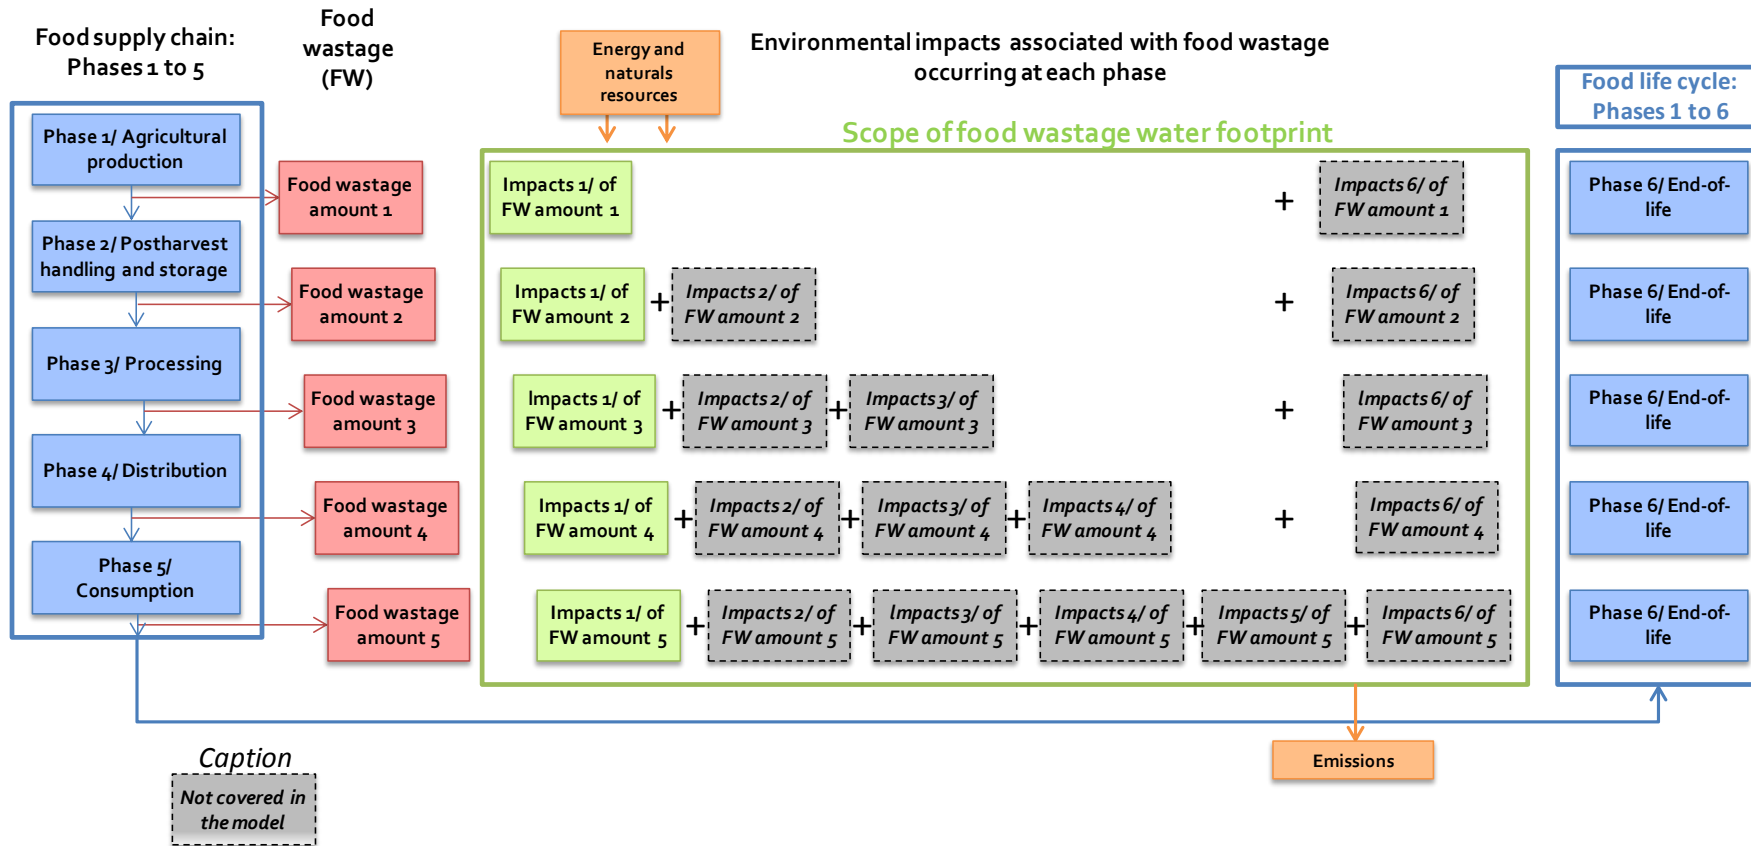 Food supply chain:
Phases 1 to 5
Food
wastage
(FW)
Energy and
naturals
resources
Environmental impacts associated with food wastage
occurring at each phase
Food life cycle:
Phases 1 to 6
Scope of food wastage water footprint
Phase 1/ Agricultural
production
Food wastage
amount 1
Impacts 1/ of
FW amount 1
+
Impacts 6/ of
FW amount 1
Phase 6/ End-of-
life
Phase 2/ Postharvest
handling and storage
Food wastage
amount 2
Impacts 1/ of
FW amount 2
+
Impacts 2/ of
FW amount 2
+
Impacts 6/ of
FW amount 2
Phase 6/ End-of-
life
Phase 3/ Processing
Food wastage
amount 3
Impacts 1/ of
FW amount 3
+
Impacts 2/ of
FW amount 3
+
Impacts 3/ of
FW amount 3
+
Impacts 6/ of
FW amount 3
Phase 6/ End-of-
life
Phase 4/ Distribution
Food wastage
amount 4
Impacts 1/ of
FW amount 4
+
Impacts 2/ of
FW amount 4
+
Impacts 3/ of
FW amount 4
+
Impacts 4/ of
FW amount 4
+
Impacts 6/ of
FW amount 4
Phase 6/ End-of-
life
Phase 5/
Consumption
Food wastage
amount 5
Impacts 1/ of
FW amount 5
+
Impacts 2/ of
FW amount 5
+
Impacts 3/ of
FW amount 5
+
Impacts 4/ of
FW amount 5
+
Impacts 5/ of
FW amount 5
+
Impacts 6/ of
FW amount 5
Phase 6/ End-of-
life
Emissions
Caption
Not covered in
the model